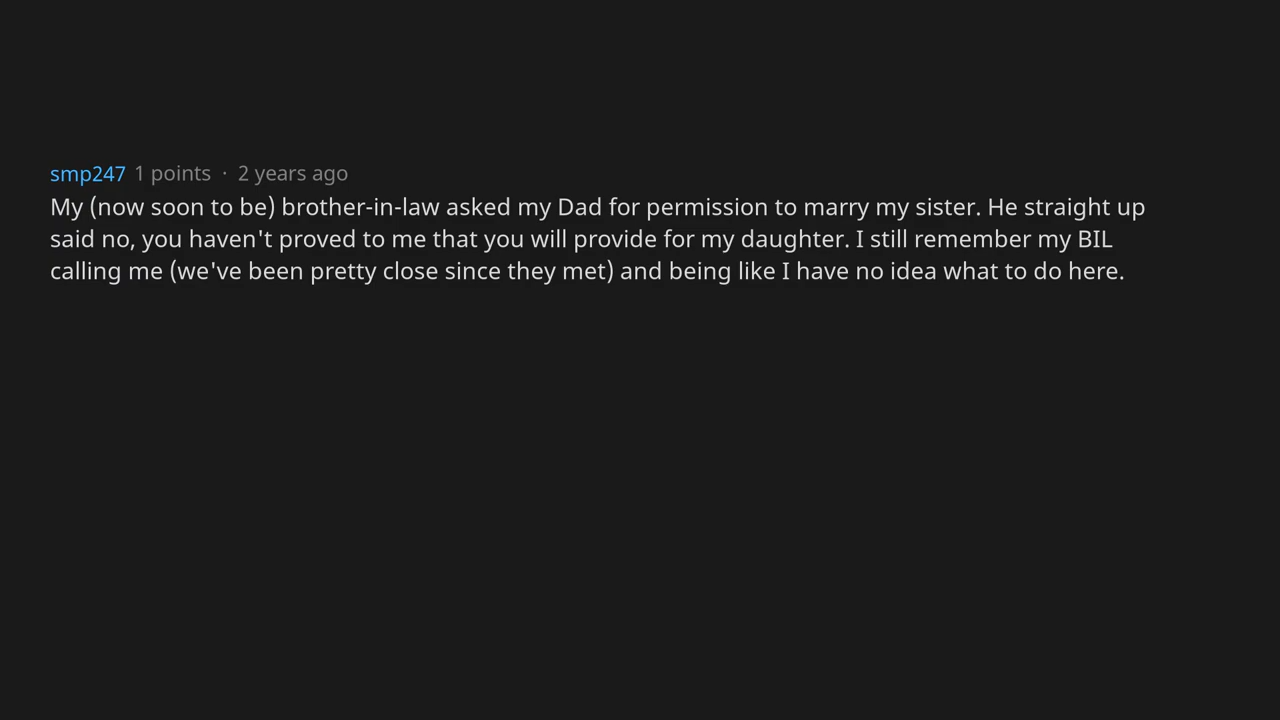 smp247 1 points · 2 years ago
My (now soon to be) brother-in-law asked my Dad for permission to marry my sister. He straight up
said no, you haven't proved to me that you will provide for my daughter. I still remember my BIL
calling me (we've been pretty close since they met) and being like I have no idea what to do here.